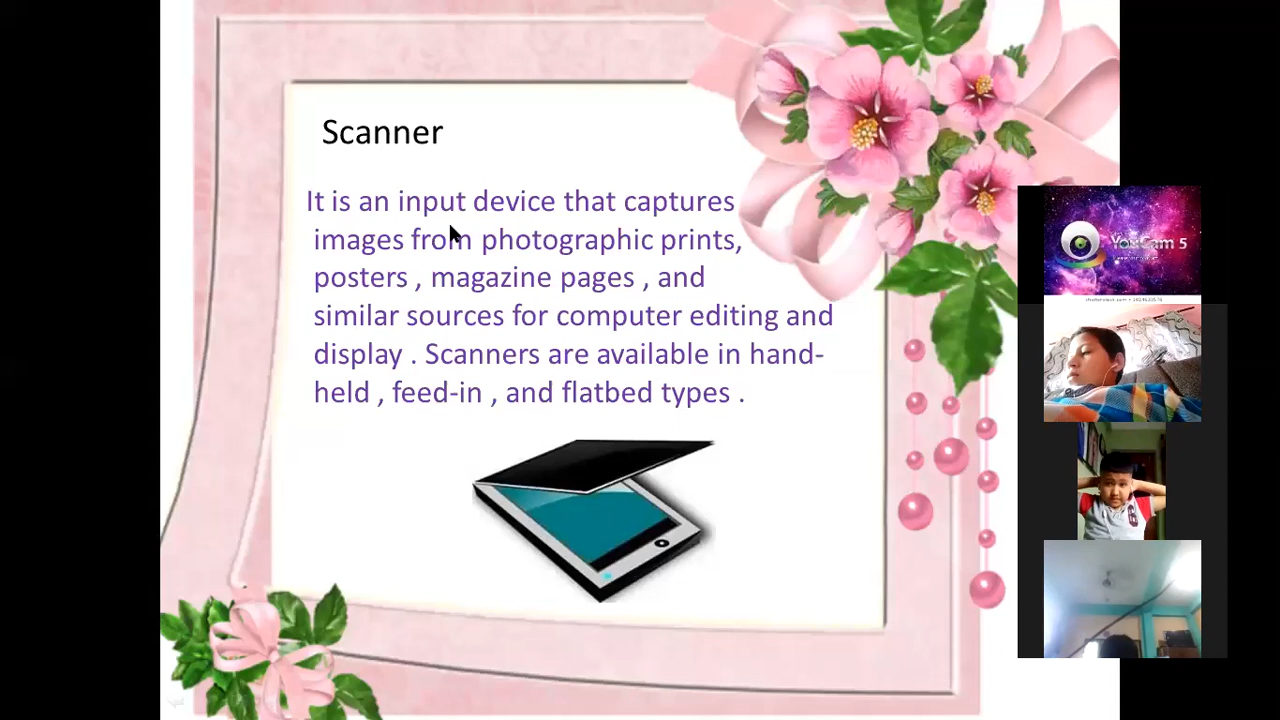 Scanner
It is an input device that captures
images from photographic prints,
posters , magazine pages , and
similar sources for computer editing and
display . Scanners are available in hand-
held , feed-in , and flatbed types .
YouCam 5